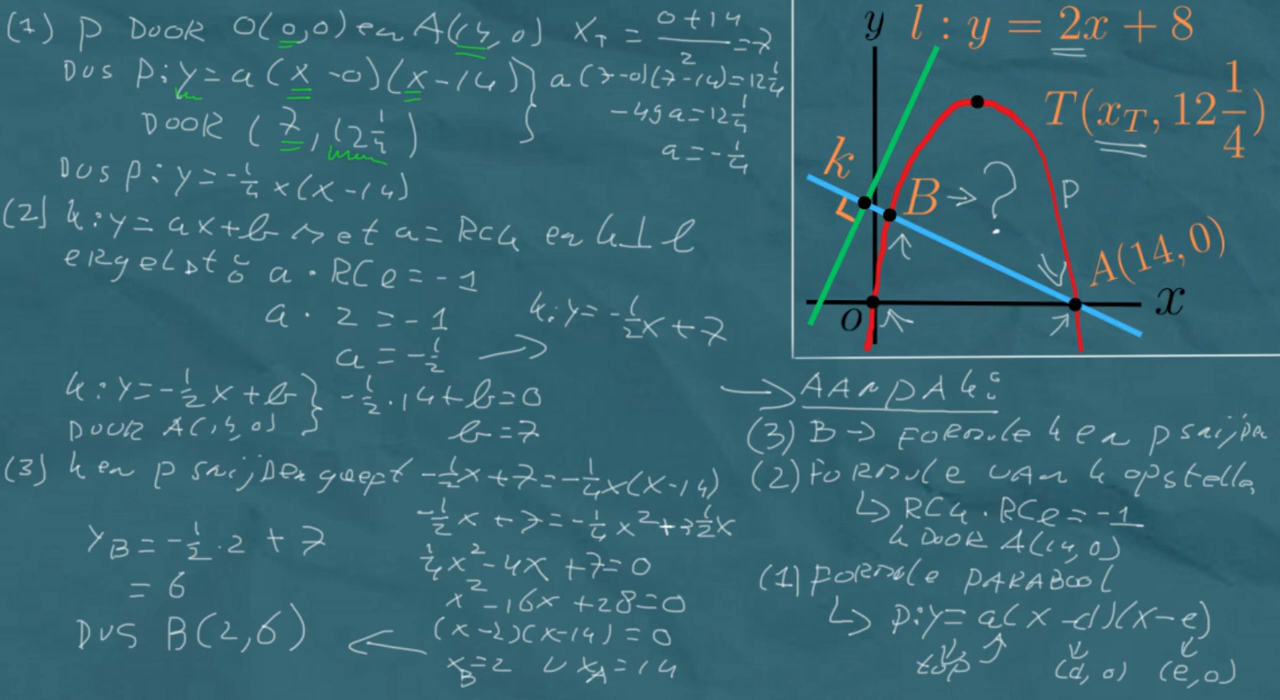 (1) p DOOR O(0,0) en A(14,0) x_T = (0+14)/2 = 7
DUS p: y = a(x-0)(x-14) } a(7-0)(7-14) = 12¼
DOOR (7, 12¼) -49a = 12¼
a = -¼
DUS p: y = -¼x(x-14)
(2) k: y = ax+b met a = RCk en k⊥l
er geldt: a · RCl = -1
a · 2 = -1
a = -½ → k: y = -½x + 7
k: y = -½x + b } -½·14 + b = 0
DOOR A(14,0) b = 7
(3) k en p snijden geeft -½x + 7 = -¼x(x-14)
-½x + 7 = -¼x² + 3½x
¼x² - 4x + 7 = 0
x² - 16x + 28 = 0
(x-2)(x-14) = 0
x_B = 2 ∪ x_A = 14
y_B = -½·2 + 7
= 6
DUS B(2,6) ←
y l : y = 2x + 8
T(x_T, 12¼)
k B → ? p
A(14, 0)
O x
→ AANPAK:
(3) B → FORMULE k en p snijden
(2) FORMULE VAN k opstellen
↳ RCk · RCl = -1
k DOOR A(14,0)
(1) FORMULE PARABOOL
↳ p: y = a(x-d)(x-e)
top (d,0) (e,0)